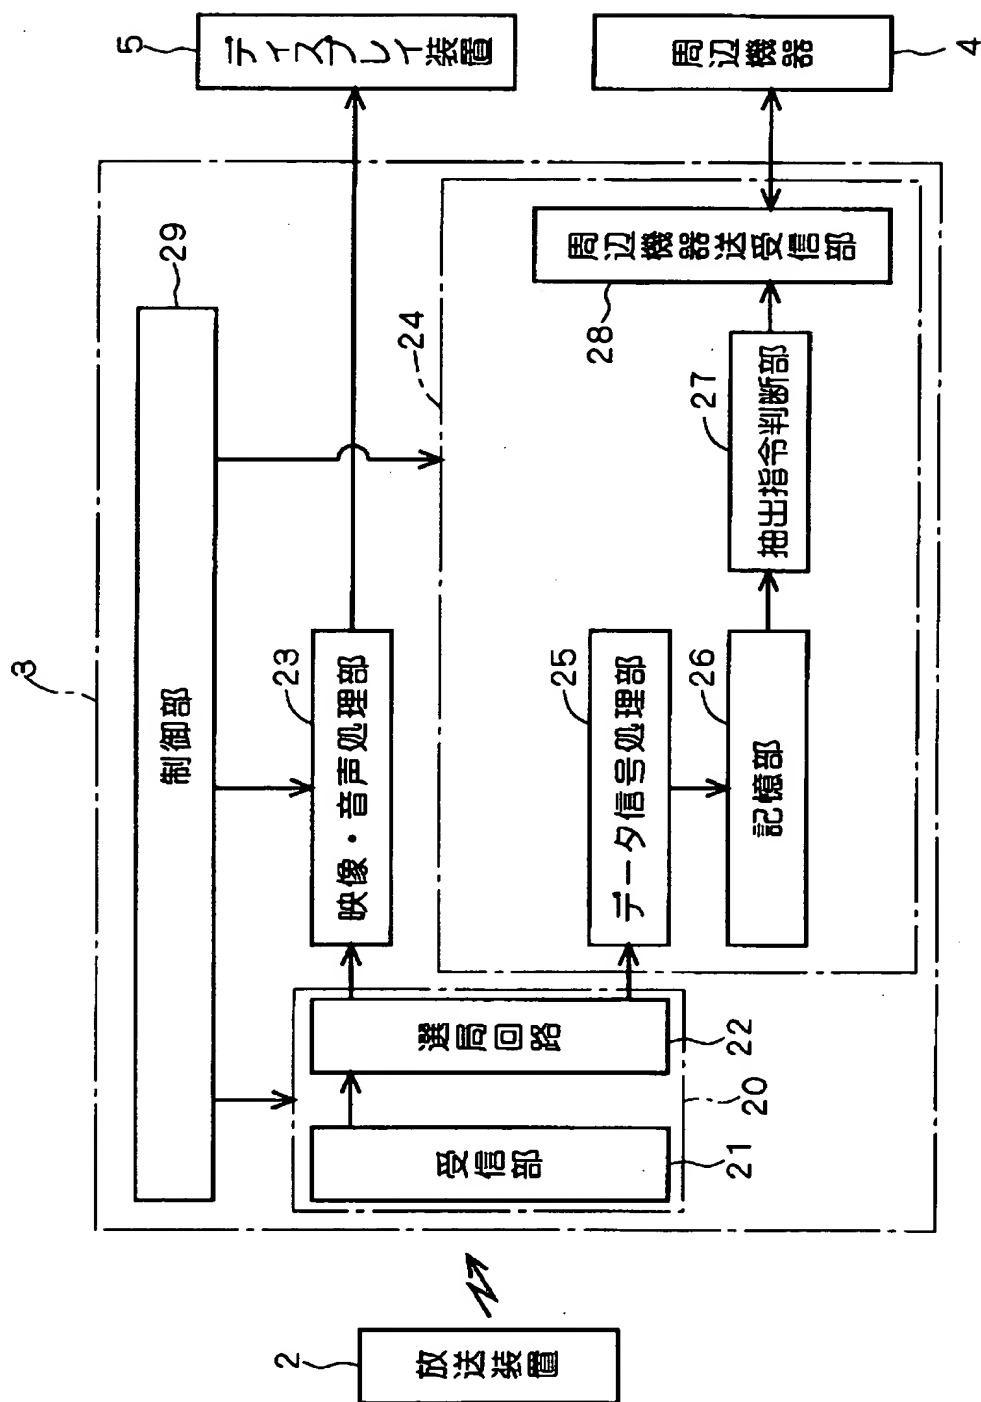 3
制御部
29
5
ディスプレイ装置
映像・音声処理部
23
24
周辺機器
4
周辺機器送受信部
28
抽出指令判断部
27
データ信号処理部
25
記憶部
26
選局回路
22
受信部
21
20
2
放送装置